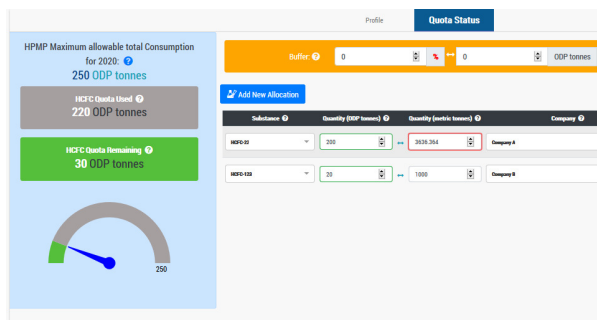 Profile
Quota Status
HPMP Maximum allowable total Consumption
for 2020:
250 ODP tonnes
HCFC Quota Used
220 ODP tonnes
HCFC Quota Remaining
30 ODP tonnes
250
Buffer: 0 % 0 ODP tonnes
Add New Allocation
Substance Quantity (ODP tonnes) Quantity (metric tonnes) Company
HCFC-22 200 3636.364 Company A
HCFC-123 20 1000 Company B